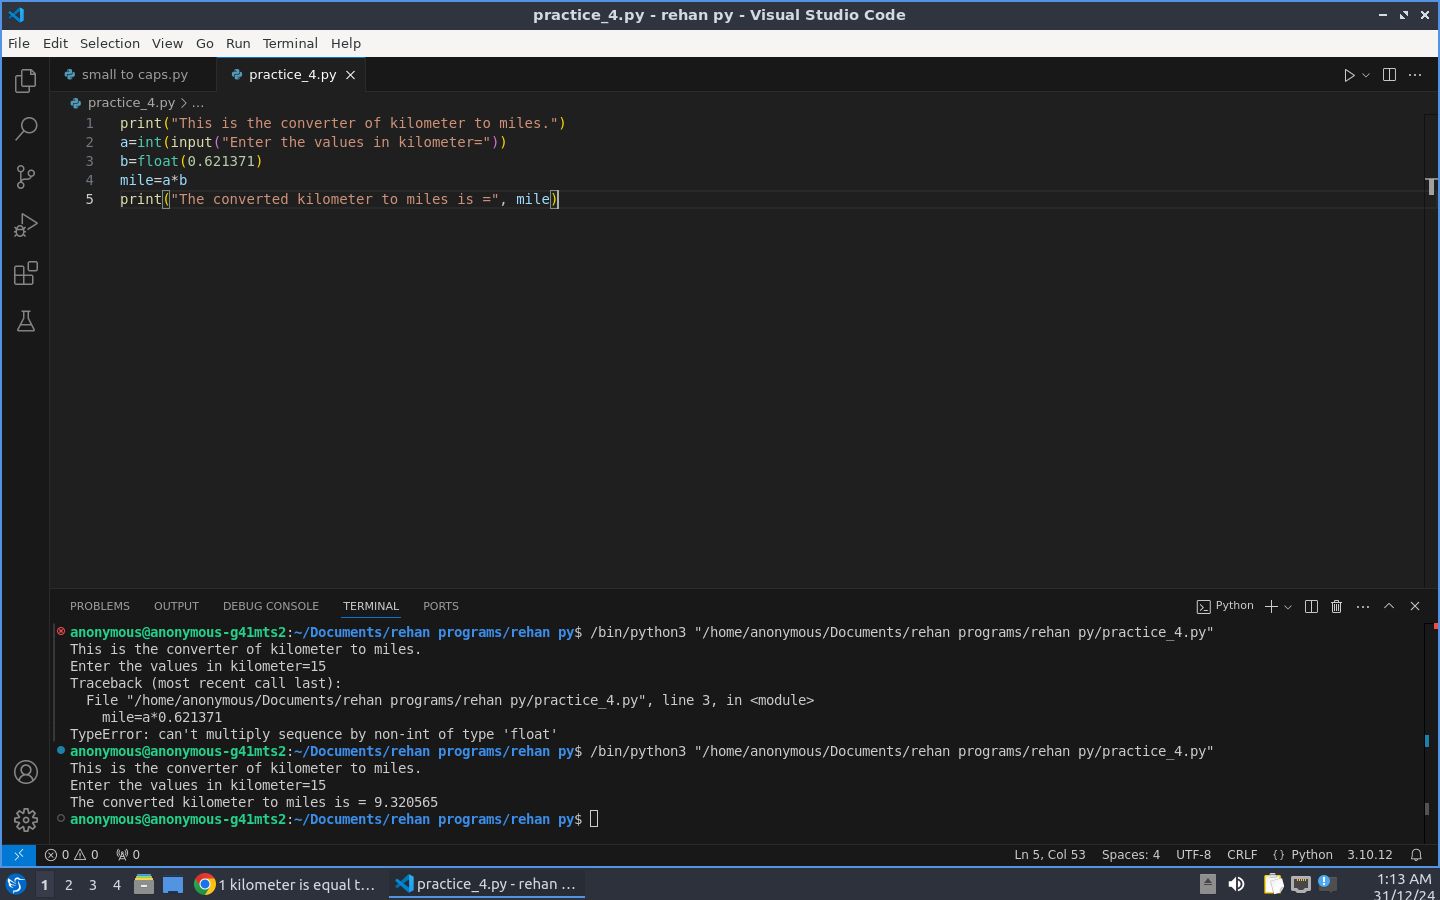 practice_4.py - rehan py - Visual Studio Code
File Edit Selection View Go Run Terminal Help
small to caps.py practice_4.py
practice_4.py > ...
1 print("This is the converter of kilometer to miles.")
2 a=int(input("Enter the values in kilometer="))
3 b=float(0.621371)
4 mile=a*b
5 print("The converted kilometer to miles is =", mile)
PROBLEMS OUTPUT DEBUG CONSOLE TERMINAL PORTS Python
anonymous@anonymous-g41mts2:~/Documents/rehan programs/rehan py$ /bin/python3 "/home/anonymous/Documents/rehan programs/rehan py/practice_4.py"
This is the converter of kilometer to miles.
Enter the values in kilometer=15
Traceback (most recent call last):
  File "/home/anonymous/Documents/rehan programs/rehan py/practice_4.py", line 3, in <module>
    mile=a*0.621371
TypeError: can't multiply sequence by non-int of type 'float'
anonymous@anonymous-g41mts2:~/Documents/rehan programs/rehan py$ /bin/python3 "/home/anonymous/Documents/rehan programs/rehan py/practice_4.py"
This is the converter of kilometer to miles.
Enter the values in kilometer=15
The converted kilometer to miles is = 9.320565
anonymous@anonymous-g41mts2:~/Documents/rehan programs/rehan py$
0 0 0 Ln 5, Col 53 Spaces: 4 UTF-8 CRLF {} Python 3.10.12
1 2 3 4 1 kilometer is equal t... practice_4.py - rehan ... 1:13 AM
31/12/24